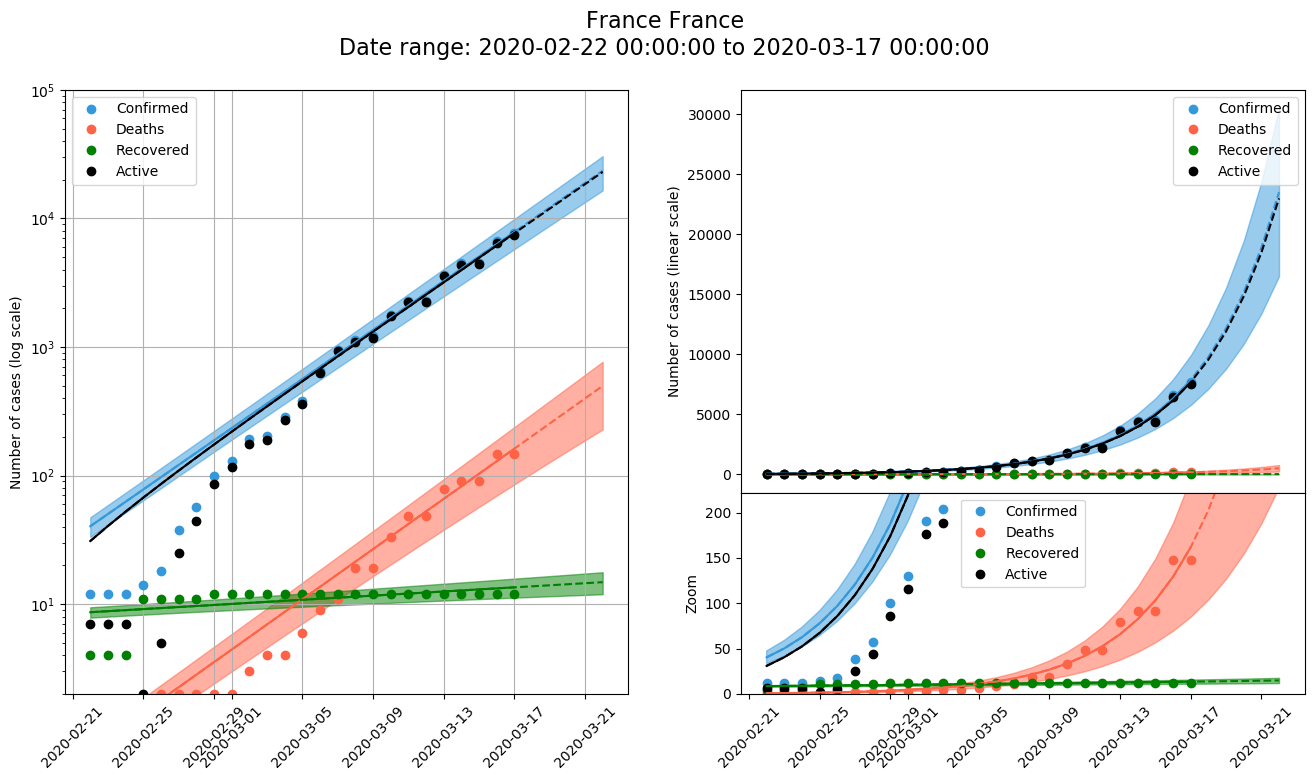 France France
Date range: 2020-02-22 00:00:00 to 2020-03-17 00:00:00
Number of cases (log scale)
10^5
10^4
10^3
10^2
10^1
Confirmed
Deaths
Recovered
Active
2020-02-21
2020-02-25
2020-02-29
2020-03-01
2020-03-05
2020-03-09
2020-03-13
2020-03-17
2020-03-21
Number of cases (linear scale)
30000
25000
20000
15000
10000
5000
0
Confirmed
Deaths
Recovered
Active
Zoom
200
150
100
50
0
Confirmed
Deaths
Recovered
Active
2020-02-21
2020-02-25
2020-02-29
2020-03-01
2020-03-05
2020-03-09
2020-03-13
2020-03-17
2020-03-21